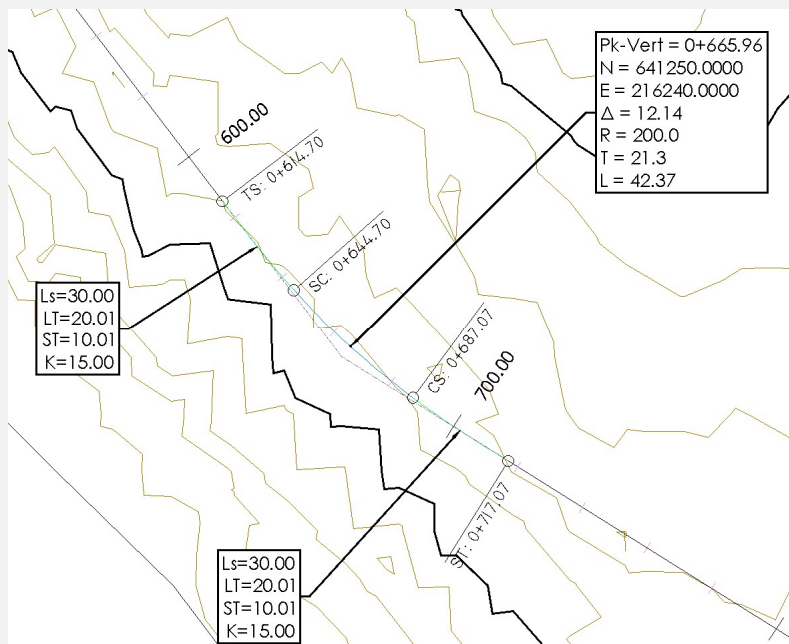 Pk-Vert = 0+665.96
N = 641250.0000
E = 216240.0000
Δ = 12.14
R = 200.0
T = 21.3
L = 42.37
600.00
TS: 0+614.70
SC: 0+644.70
Ls=30.00
LT=20.01
ST=10.01
K=15.00
CS: 0+687.07
700.00
ST: 0+717.07
Ls=30.00
LT=20.01
ST=10.01
K=15.00